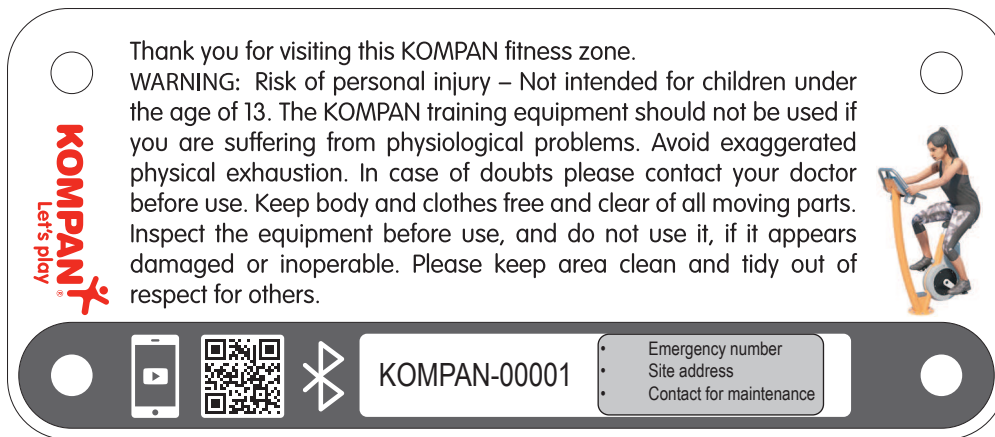 Thank you for visiting this KOMPAN fitness zone.
WARNING: Risk of personal injury – Not intended for children under
the age of 13. The KOMPAN training equipment should not be used if
you are suffering from physiological problems. Avoid exaggerated
physical exhaustion. In case of doubts please contact your doctor
before use. Keep body and clothes free and clear of all moving parts.
Inspect the equipment before use, and do not use it, if it appears
damaged or inoperable. Please keep area clean and tidy out of
respect for others.
KOMPAN®
Let's play
KOMPAN-00001
• Emergency number
• Site address
• Contact for maintenance